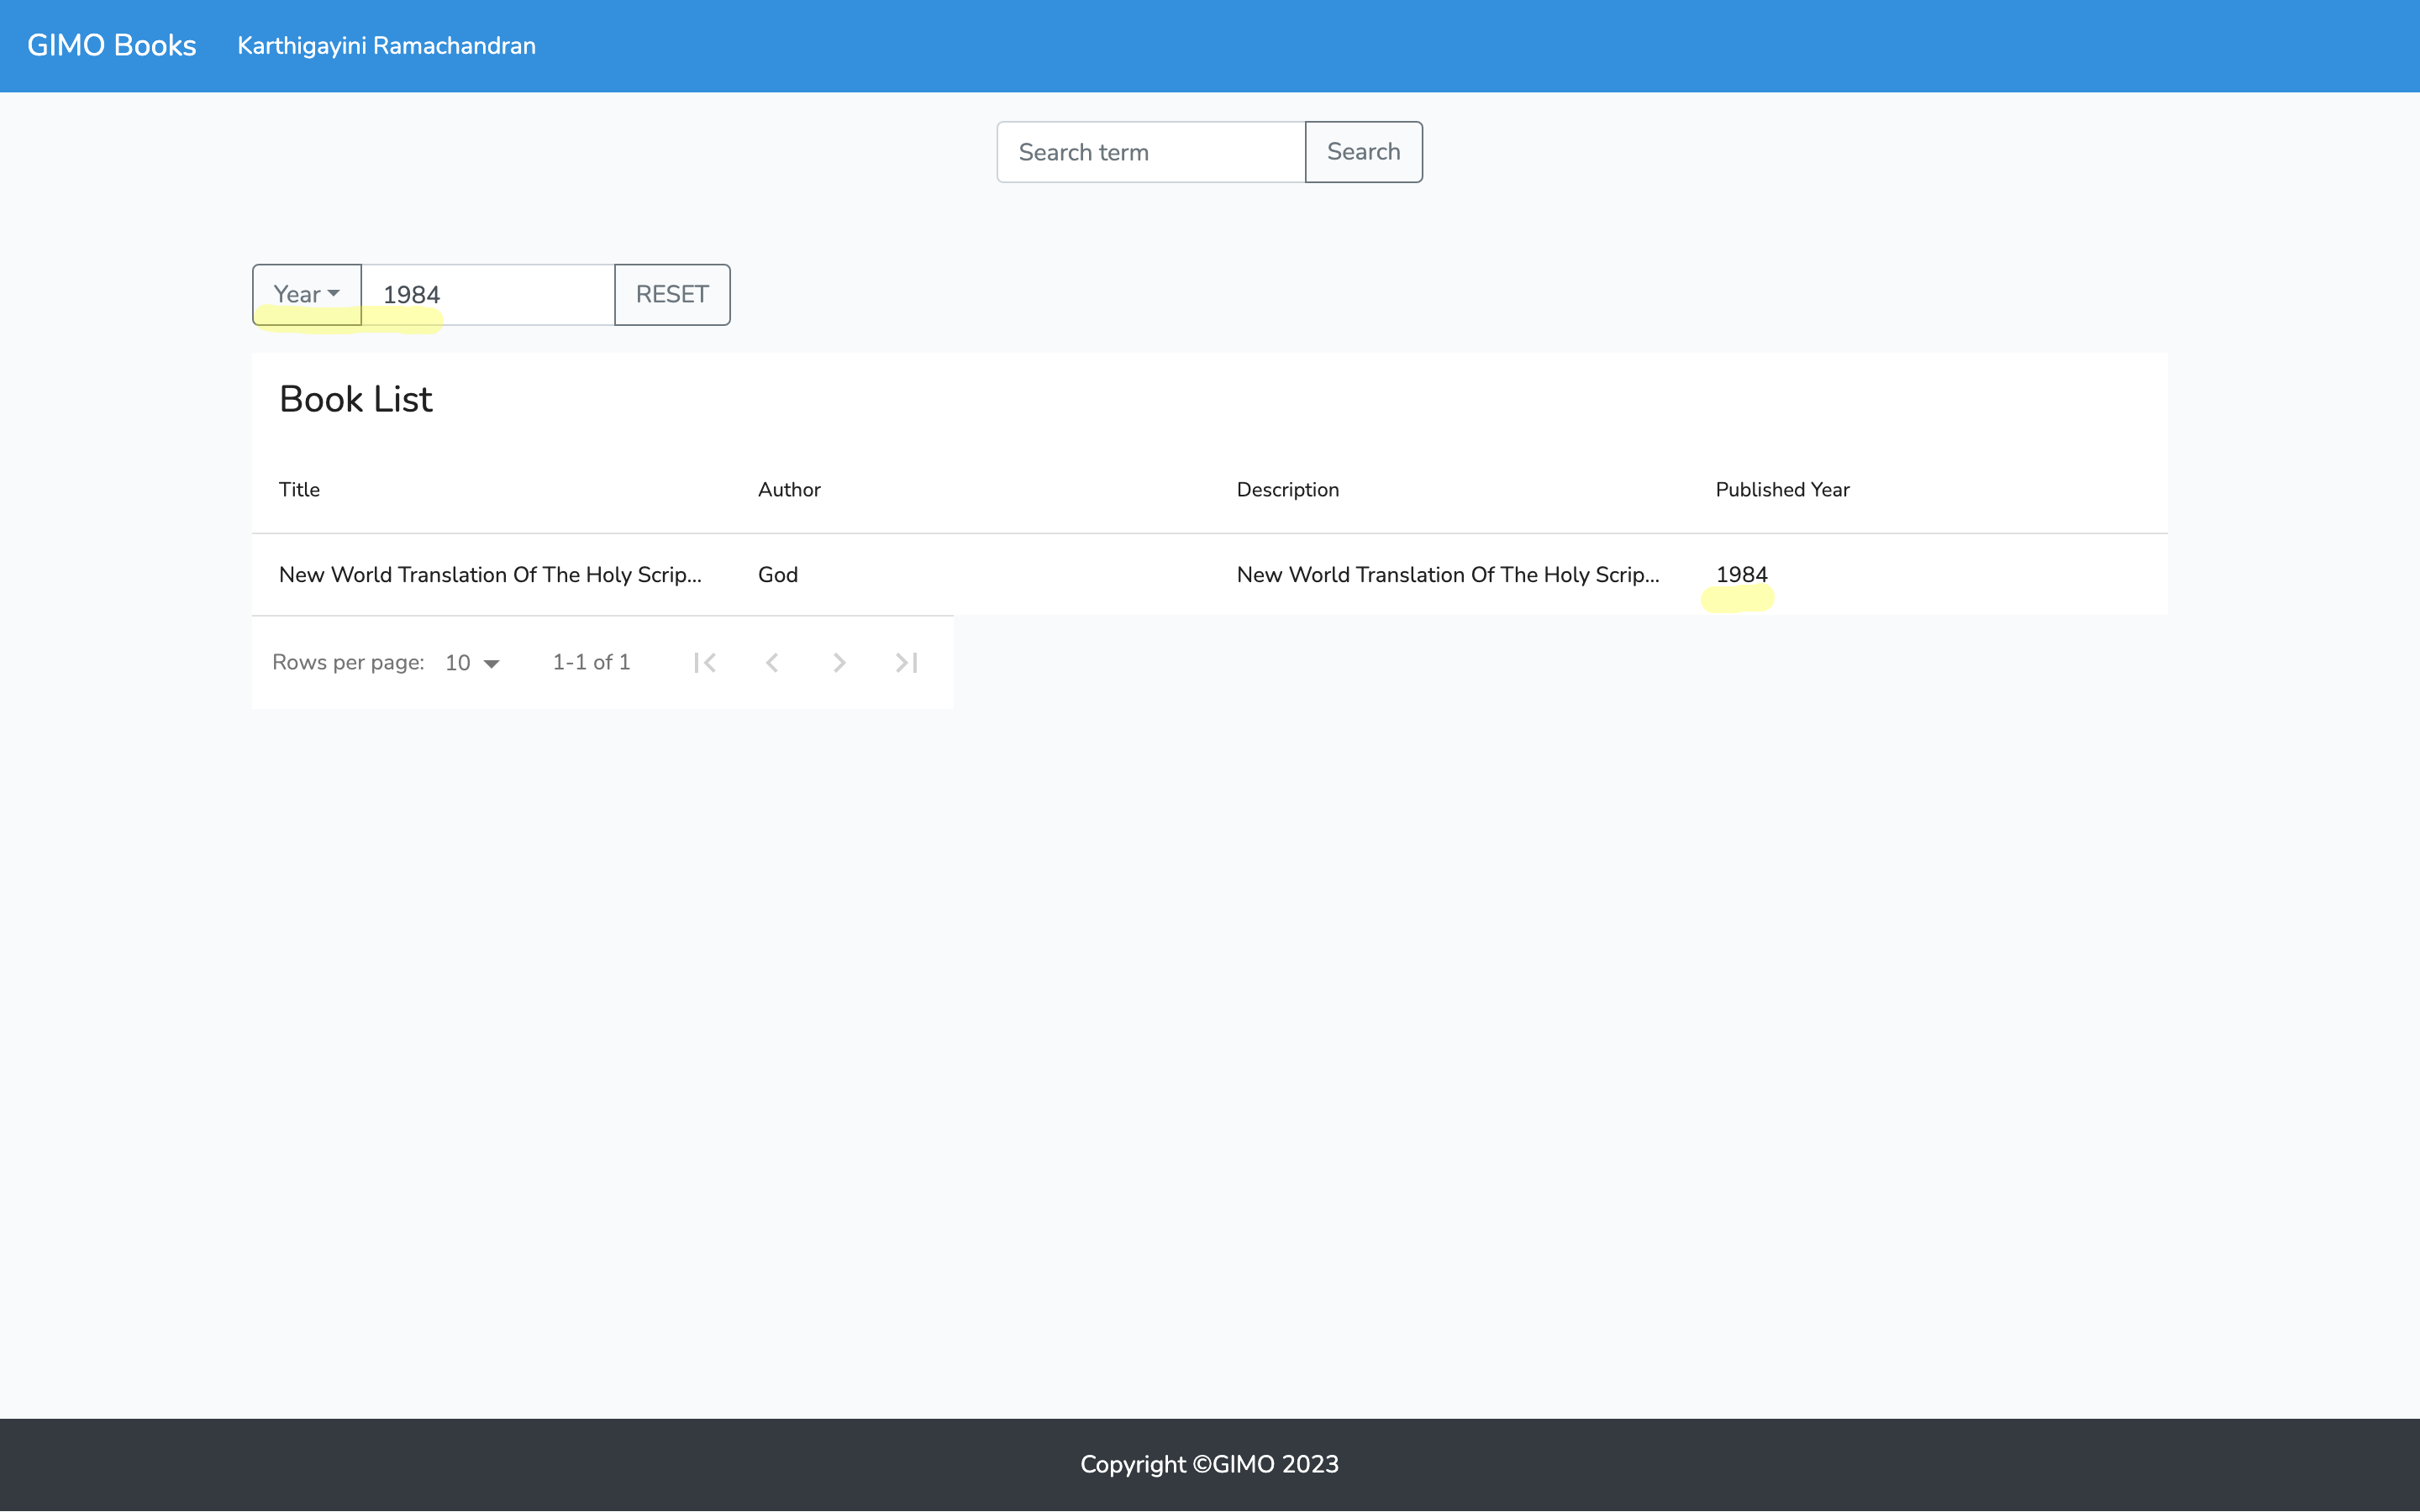 GIMO Books Karthigayini Ramachandran
Search term Search
Year 1984 RESET
Book List
Title Author Description Published Year
New World Translation Of The Holy Scrip... God New World Translation Of The Holy Scrip... 1984
Rows per page: 10 1-1 of 1
Copyright ©GIMO 2023